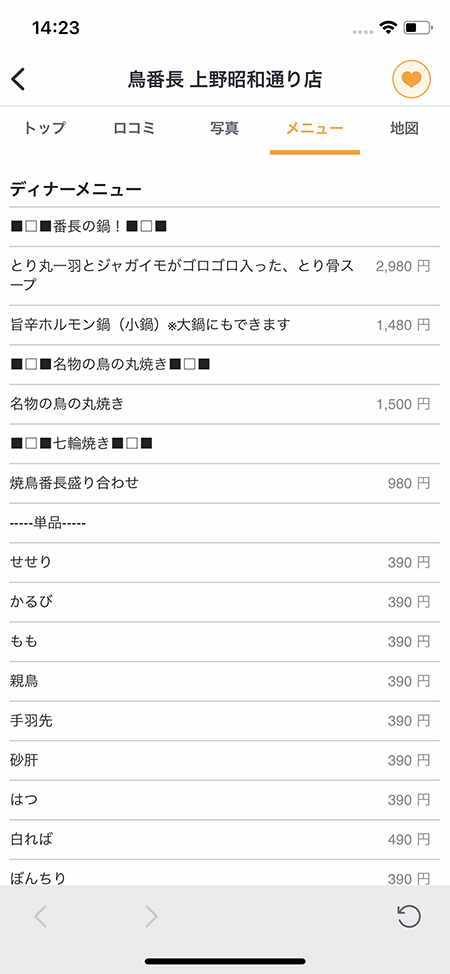 14:23
鳥番長 上野昭和通り店
トップ 口コミ 写真 メニュー 地図
ディナーメニュー
■□■番長の鍋！■□■
とり丸一羽とジャガイモがゴロゴロ入った、とり骨ス 2,980 円
ープ
旨辛ホルモン鍋（小鍋）※大鍋にもできます 1,480 円
■□■名物の鳥の丸焼き■□■
名物の鳥の丸焼き 1,500 円
■□■七輪焼き■□■
焼鳥番長盛り合わせ 980 円
-----単品-----
せせり 390 円
かるび 390 円
もも 390 円
親鳥 390 円
手羽先 390 円
砂肝 390 円
はつ 390 円
白れば 490 円
ぼんちり 390 円